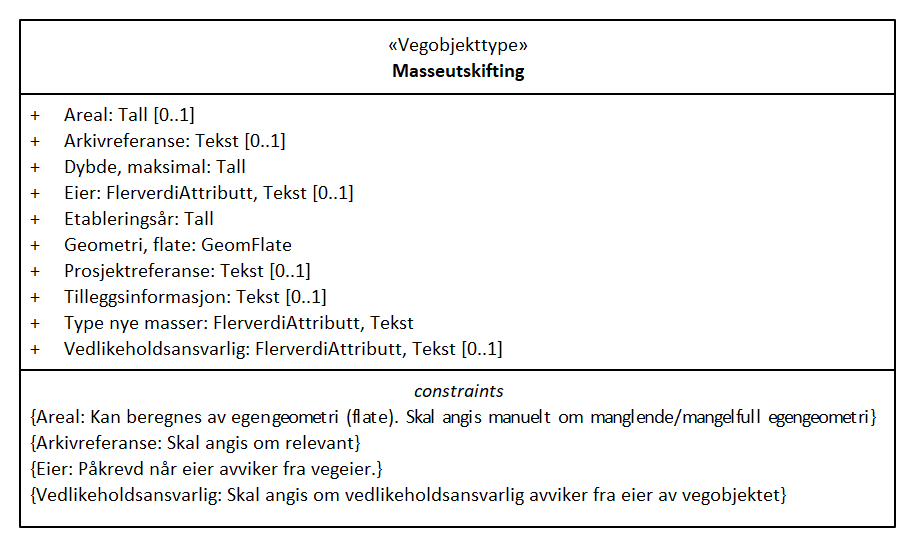 «Vegobjekttype»
Masseutskifting
+ Areal: Tall [0..1]
+ Arkivreferanse: Tekst [0..1]
+ Dybde, maksimal: Tall
+ Eier: FlerverdiAttributt, Tekst [0..1]
+ Etableringsår: Tall
+ Geometri, flate: GeomFlate
+ Prosjektreferanse: Tekst [0..1]
+ Tilleggsinformasjon: Tekst [0..1]
+ Type nye masser: FlerverdiAttributt, Tekst
+ Vedlikeholdsansvarlig: FlerverdiAttributt, Tekst [0..1]
constraints
{Areal: Kan beregnes av egengeometri (flate). Skal angis manuelt om manglende/mangelfull egengeometri}
{Arkivreferanse: Skal angis om relevant}
{Eier: Påkrevd når eier avviker fra vegeier.}
{Vedlikeholdsansvarlig: Skal angis om vedlikeholdsansvarlig avviker fra eier av vegobjektet}